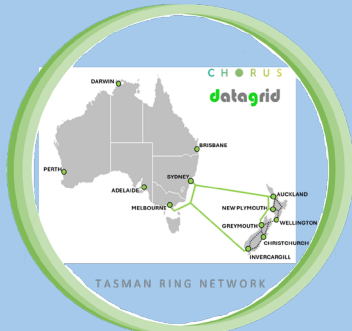 CHORUS
datagrid
DARWIN
BRISBANE
PERTH
SYDNEY
ADELAIDE
MELBOURNE
AUCKLAND
NEW PLYMOUTH
WELLINGTON
GREYMOUTH
CHRISTCHURCH
INVERCARGILL
TASMAN RING NETWORK